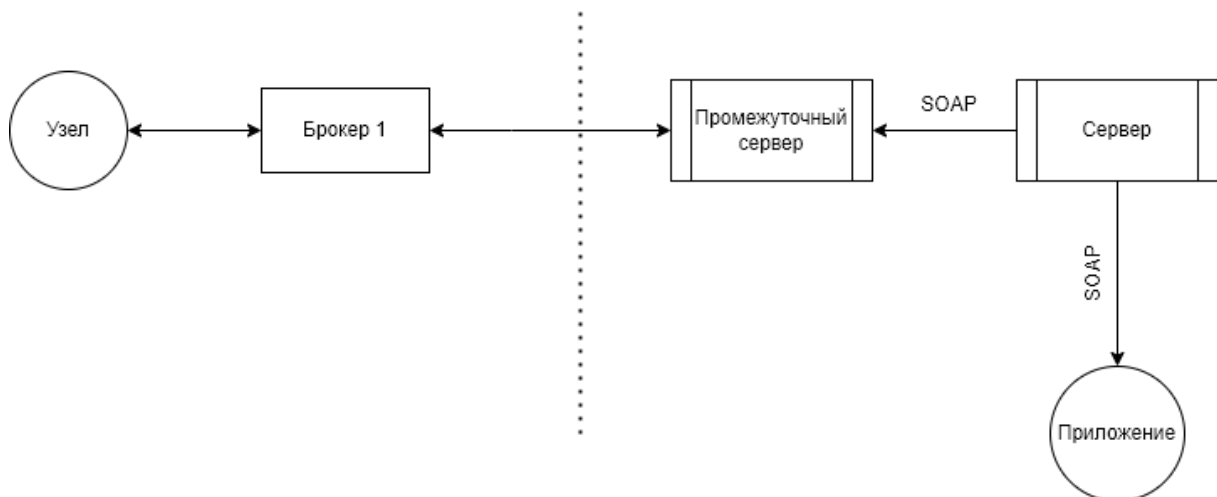 Узел
Брокер 1
Промежуточный
сервер
SOAP
Сервер
SOAP
Приложение